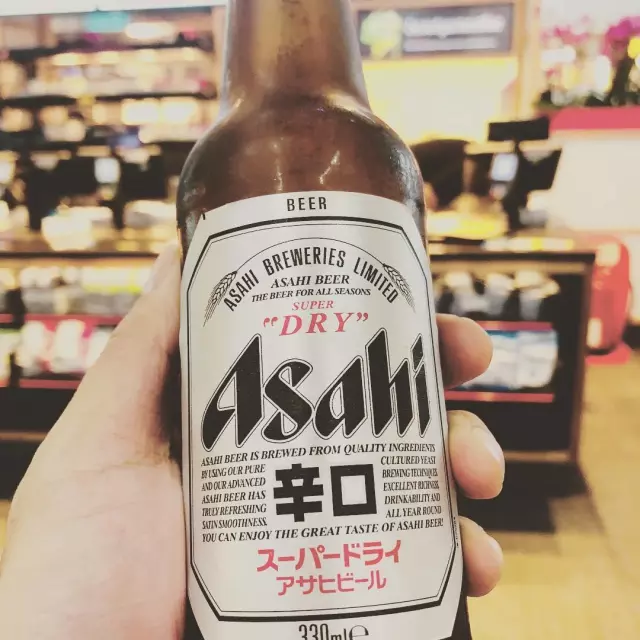 BEER
ASAHI BREWERIES LIMITED
ASAHI BEER
THE BEER FOR ALL SEASONS
SUPER
"DRY"
Asahi
ASAHI BEER IS BREWED FROM QUALITY INGREDIENTS
BY USING OUR PURE CULTURED YEAST
AND OUR ADVANCED BREWING TECHNIQUES.
ASAHI BEER HAS EXCELLENT RICHNESS,
TRULY REFRESHING DRINKABILITY AND
SATIN SMOOTHNESS. ALL YEAR ROUND
辛口
YOU CAN ENJOY THE GREAT TASTE OF ASAHI BEER!
スーパードライ
アサヒビール
330ml℮